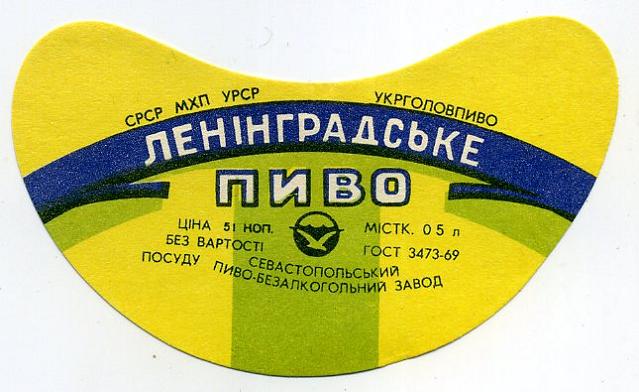 СРСР МХП УРСР УКРГОЛОВПИВО
ЛЕНІНГРАДСЬКЕ
ПИВО
ЦІНА 51 КОП. МІСТК. 0 5 л
БЕЗ ВАРТОСТІ ГОСТ 3473-69
ПОСУДУ СЕВАСТОПОЛЬСЬКИЙ
ПИВО-БЕЗАЛКОГОЛЬНИЙ ЗАВОД